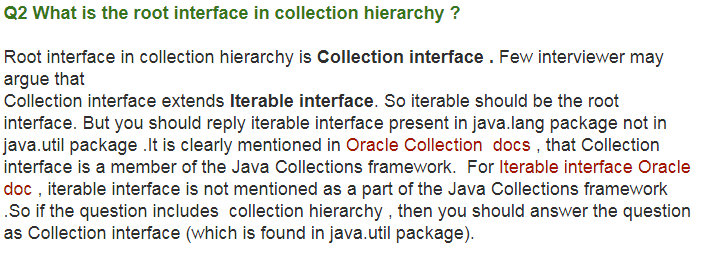 Q2 What is the root interface in collection hierarchy ?
Root interface in collection hierarchy is Collection interface . Few interviewer may
argue that
Collection interface extends Iterable interface. So iterable should be the root
interface. But you should reply iterable interface present in java.lang package not in
java.util package .It is clearly mentioned in Oracle Collection  docs , that Collection
interface is a member of the Java Collections framework.  For Iterable interface Oracle
doc , iterable interface is not mentioned as a part of the Java Collections framework
.So if the question includes  collection hierarchy , then you should answer the question
as Collection interface (which is found in java.util package).